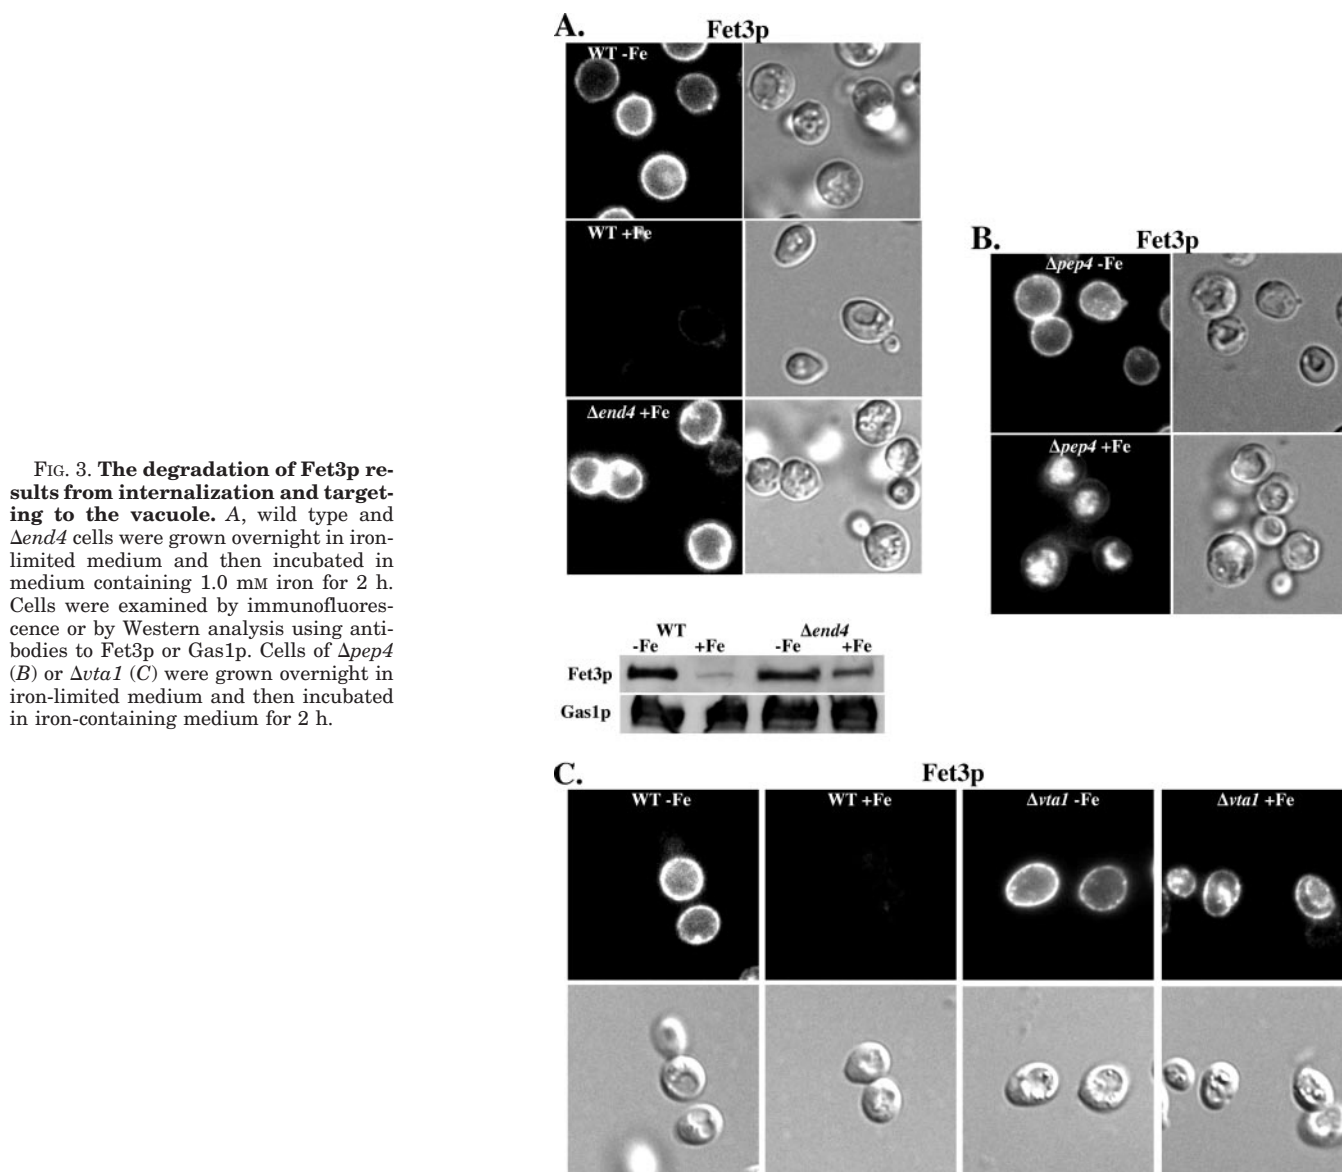 A.
Fet3p
WT -Fe
WT +Fe
Δend4 +Fe
WT
Δend4
-Fe
+Fe
-Fe
+Fe
Fet3p
Gas1p
B.
Fet3p
Δpep4 -Fe
Δpep4 +Fe
C.
Fet3p
WT -Fe
WT +Fe
Δvta1 -Fe
Δvta1 +Fe
FIG. 3. The degradation of Fet3p re-
sults from internalization and target-
ing to the vacuole. A, wild type and
Δend4 cells were grown overnight in iron-
limited medium and then incubated in
medium containing 1.0 mM iron for 2 h.
Cells were examined by immunofluores-
cence or by Western analysis using anti-
bodies to Fet3p or Gas1p. Cells of Δpep4
(B) or Δvta1 (C) were grown overnight in
iron-limited medium and then incubated
in iron-containing medium for 2 h.